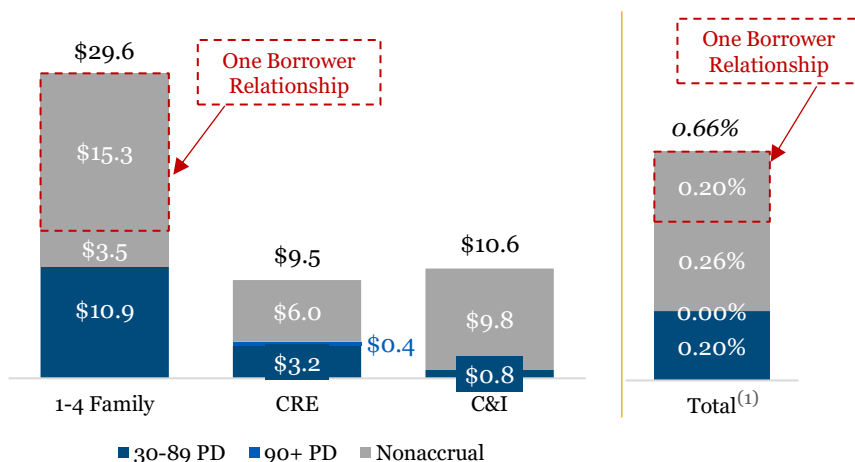 $29.6
One Borrower
Relationship
$15.3
$3.5
$10.9
1-4 Family
$9.5
$6.0
$0.4
$3.2
CRE
$10.6
$9.8
$0.8
C&I
30-89 PD
90+ PD
Nonaccrual
One Borrower
Relationship
0.66%
0.20%
0.26%
0.00%
0.20%
Total(1)